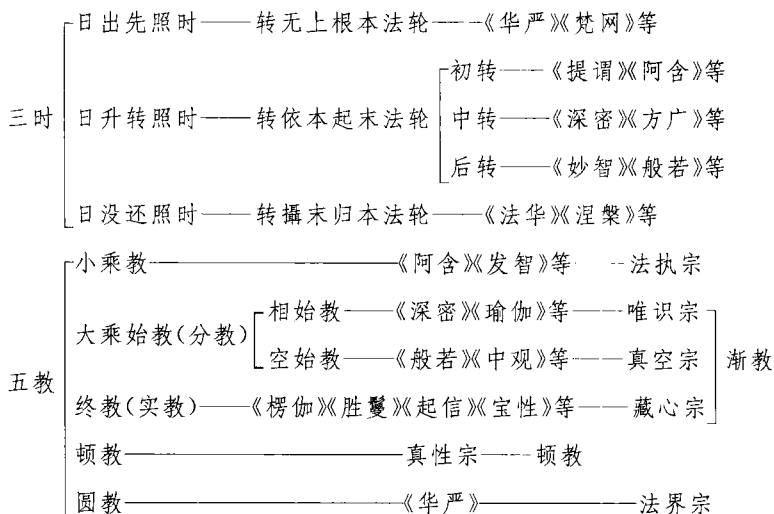 日出先照时——转无上根本法轮——《华严》《梵网》等
初转——《提谓》《阿含》等
三时 日升转照时——转依本起末法轮 中转——《深密》《方广》等
后转——《妙智》《般若》等
日没还照时——转攝末归本法轮——《法华》《涅槃》等
小乘教——《阿含》《发智》等——法执宗
相始教——《深密》《瑜伽》等——唯识宗
大乘始教(分教)
空始教——《般若》《中观》等——真空宗 渐教
五教
终教(实教)——《楞伽》《胜鬘》《起信》《宝性》等——藏心宗
顿教——真性宗——顿教
圆教——《华严》——法界宗